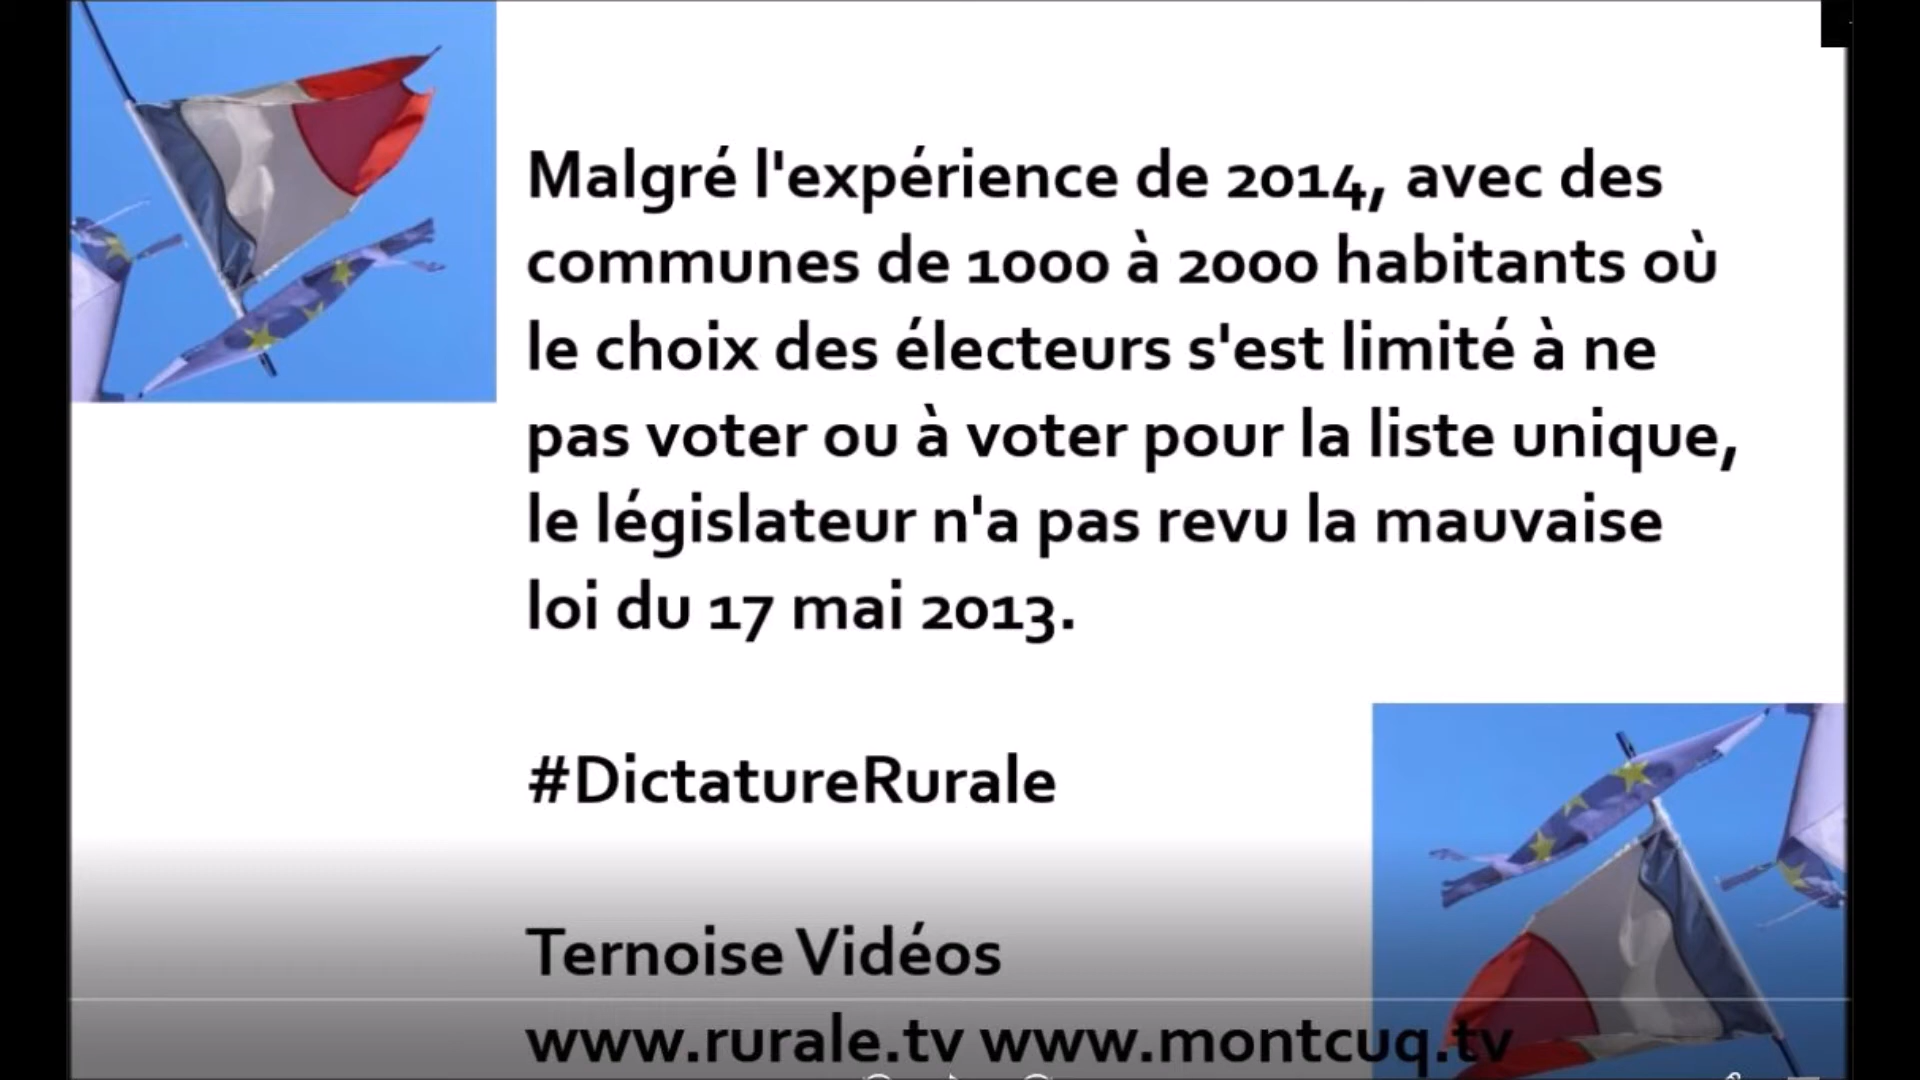 Malgré l'expérience de 2014, avec des
communes de 1000 à 2000 habitants où
le choix des électeurs s'est limité à ne
pas voter ou à voter pour la liste unique,
le législateur n'a pas revu la mauvaise
loi du 17 mai 2013.
#DictatureRurale
Ternoise Vidéos
www.rurale.tv www.montcuq.tv